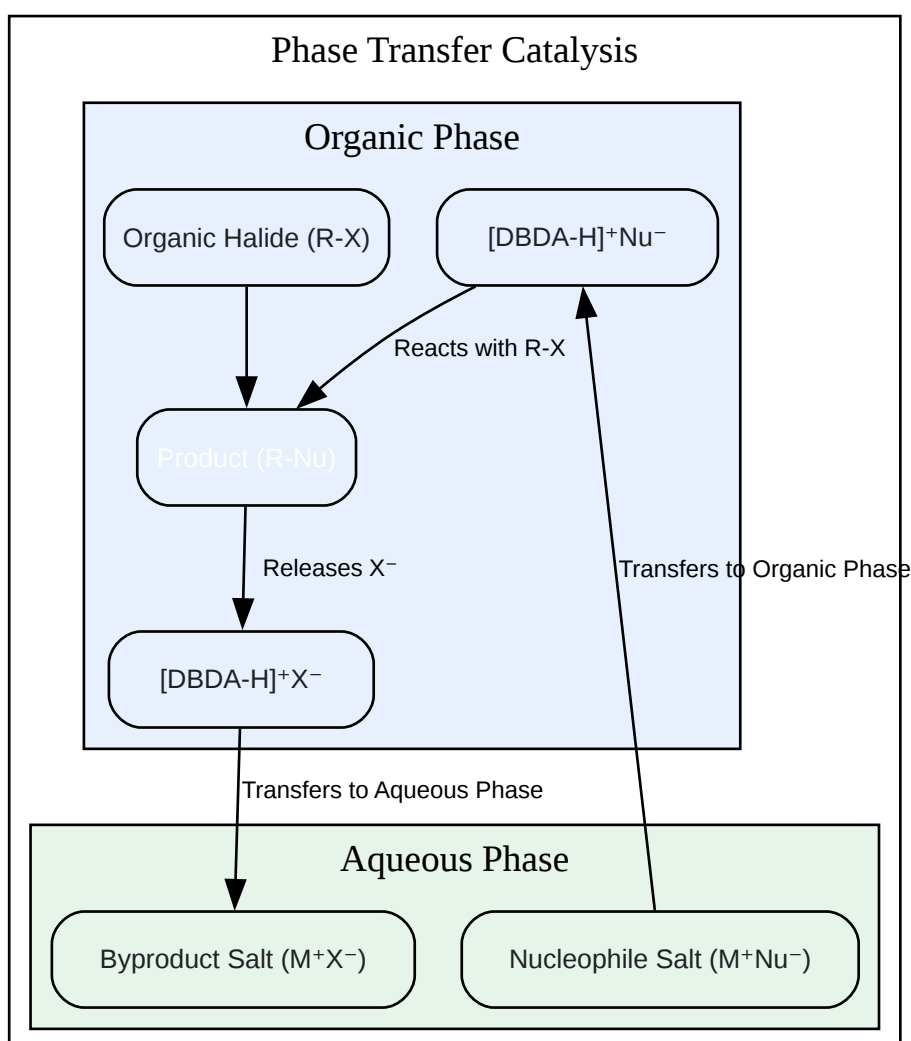 Phase Transfer Catalysis
Organic Phase
Organic Halide (R-X)
[DBDA-H]⁺Nu⁻
Reacts with R-X
Product (R-Nu)
Releases X⁻
Transfers to Organic Phase
[DBDA-H]⁺X⁻
Transfers to Aqueous Phase
Aqueous Phase
Byproduct Salt (M⁺X⁻)
Nucleophile Salt (M⁺Nu⁻)